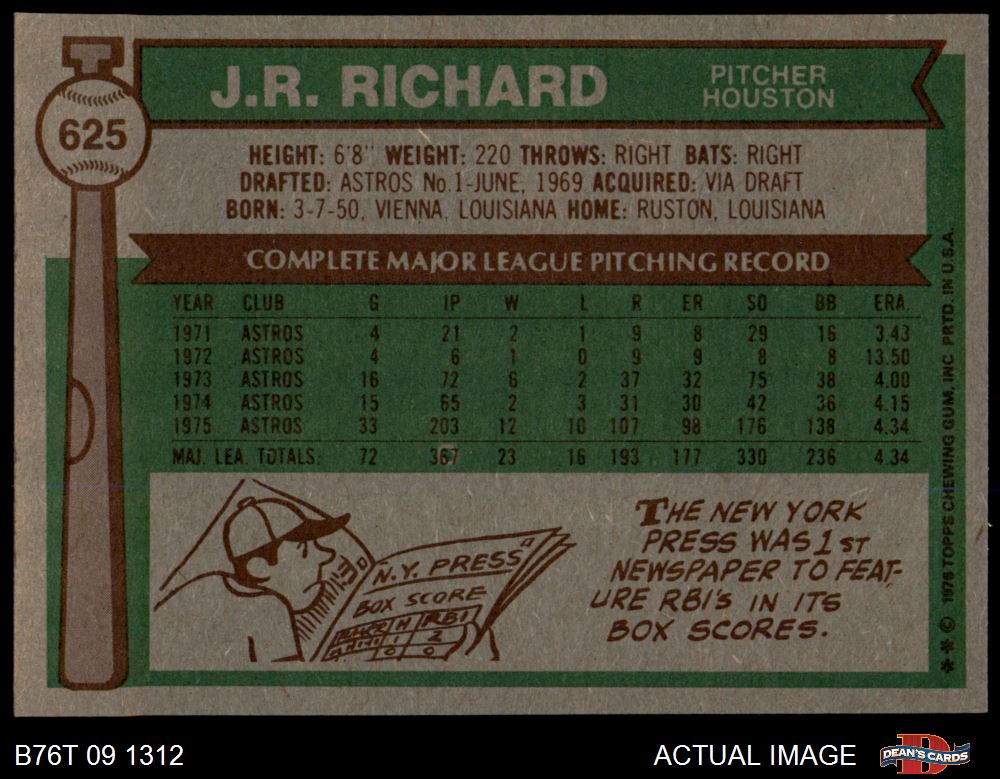 625
J.R. RICHARD PITCHER
HOUSTON
HEIGHT: 6'8" WEIGHT: 220 THROWS: RIGHT BATS: RIGHT
DRAFTED: ASTROS No.1-JUNE, 1969 ACQUIRED: VIA DRAFT
BORN: 3-7-50, VIENNA, LOUISIANA HOME: RUSTON, LOUISIANA
COMPLETE MAJOR LEAGUE PITCHING RECORD
YEAR CLUB G IP W L R ER SO BB ERA.
1971 ASTROS 4 21 2 1 9 8 29 16 3.43
1972 ASTROS 4 6 1 0 9 9 8 8 13.50
1973 ASTROS 16 72 6 2 37 32 75 38 4.00
1974 ASTROS 15 65 2 3 31 30 42 36 4.15
1975 ASTROS 33 203 12 10 107 98 176 138 4.34
MAJ. LEA. TOTALS: 72 367 23 16 193 177 330 236 4.34
N.Y. PRESS
BOX SCORE
H RBI
1 2
0 0
THE NEW YORK
PRESS WAS 1ST
NEWSPAPER TO FEAT-
URE RBI'S IN ITS
BOX SCORES.
** © 1976 TOPPS CHEWING GUM, INC PRTD. IN U.S.A.
B76T 09 1312 ACTUAL IMAGE DEAN'S CARDS